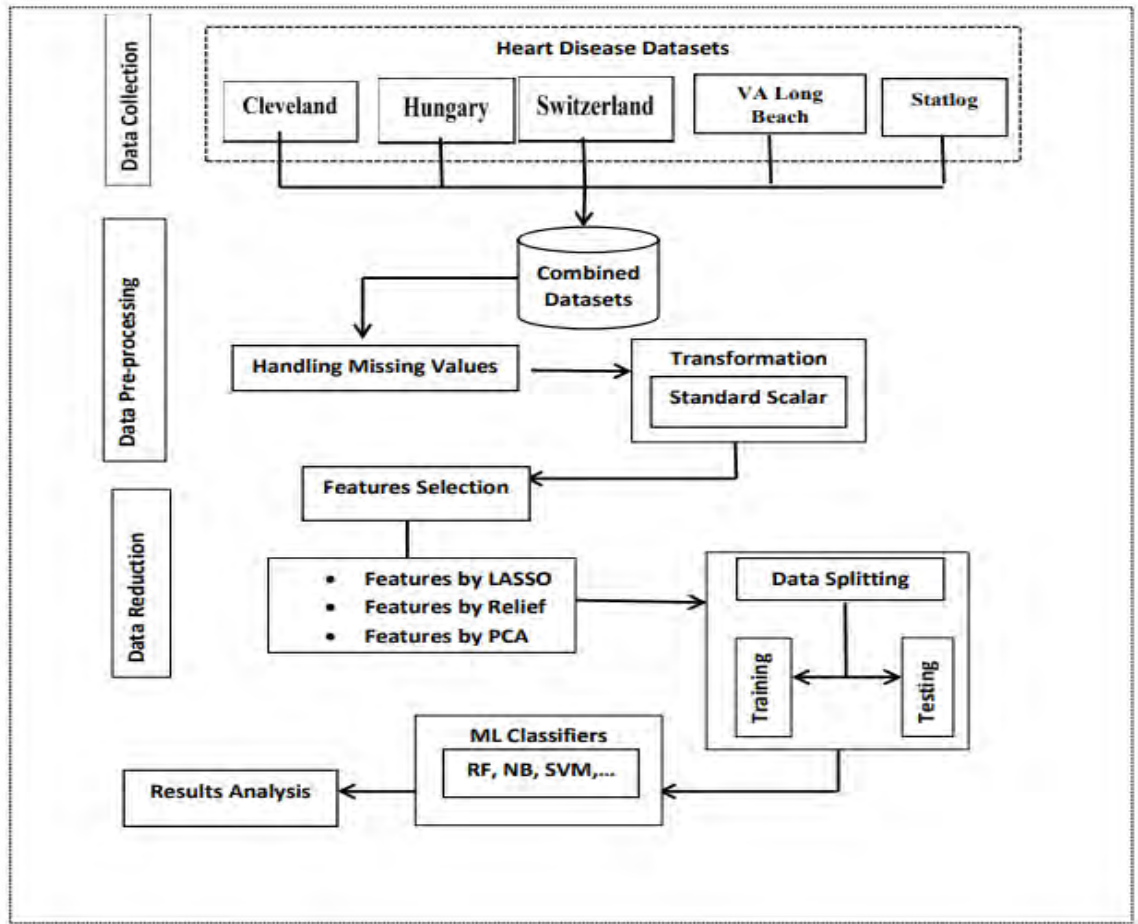 Data Collection
Heart Disease Datasets
Cleveland
Hungary
Switzerland
VA Long
Beach
Statlog
Data Pre-processing
Combined
Datasets
Handling Missing Values
Transformation
Standard Scalar
Data Reduction
Features Selection
• Features by LASSO
• Features by Relief
• Features by PCA
Data Splitting
Training
Testing
ML Classifiers
RF, NB, SVM,...
Results Analysis